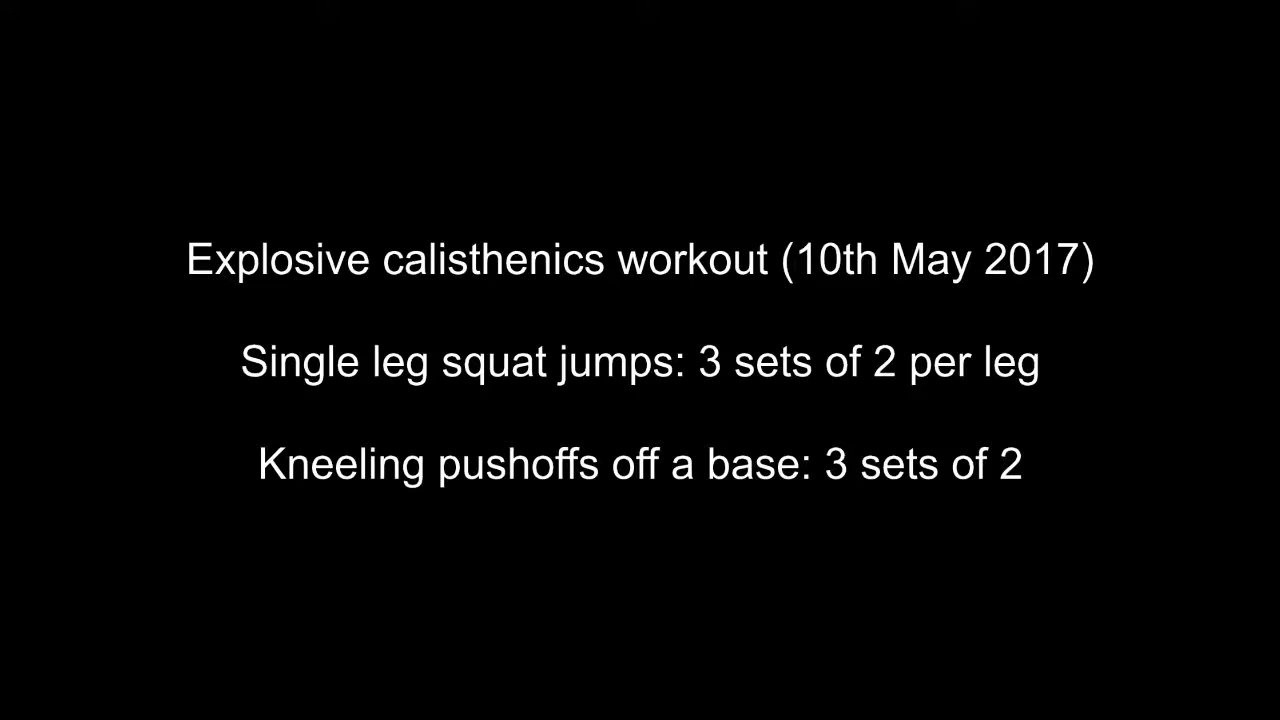 Explosive calisthenics workout (10th May 2017)
Single leg squat jumps: 3 sets of 2 per leg
Kneeling pushoffs off a base: 3 sets of 2